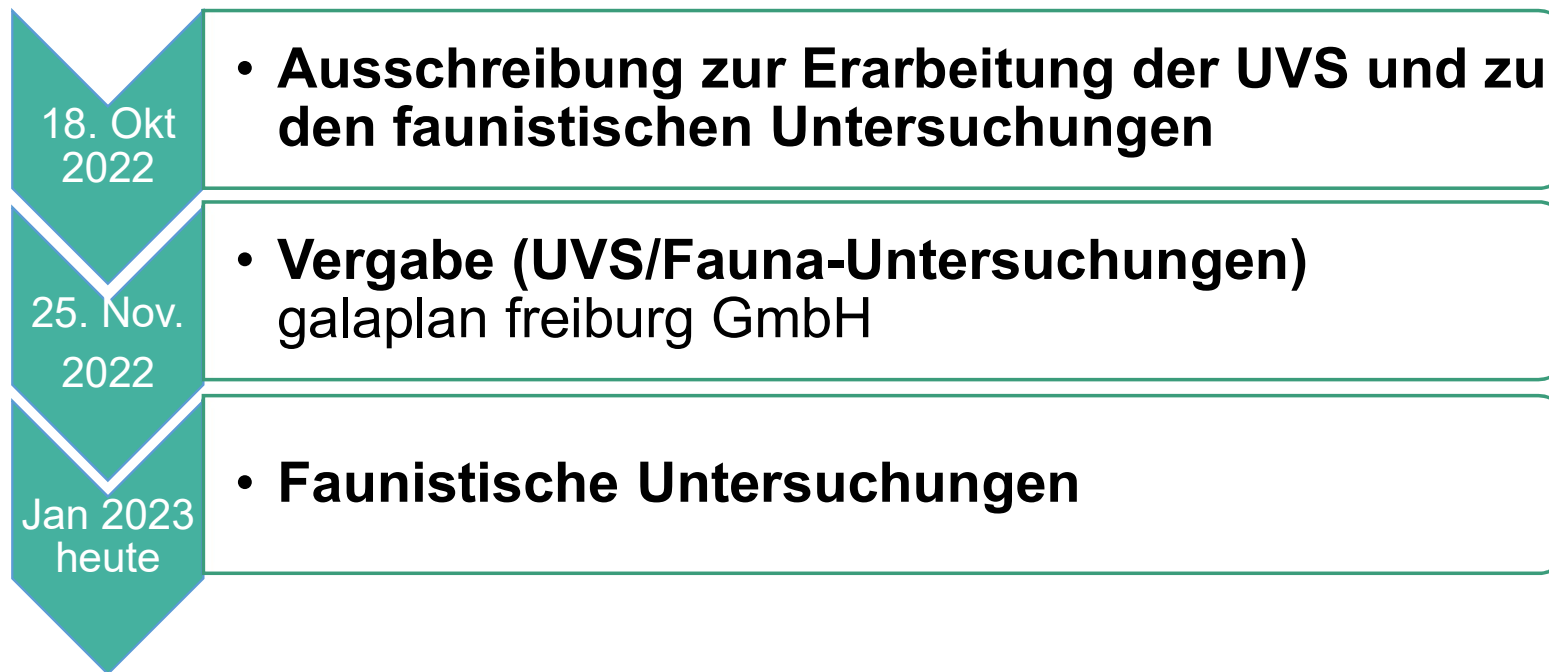 18. Okt
2022
• Ausschreibung zur Erarbeitung der UVS und zu
den faunistischen Untersuchungen
25. Nov.
2022
• Vergabe (UVS/Fauna-Untersuchungen)
galaplan freiburg GmbH
Jan 2023
heute
• Faunistische Untersuchungen